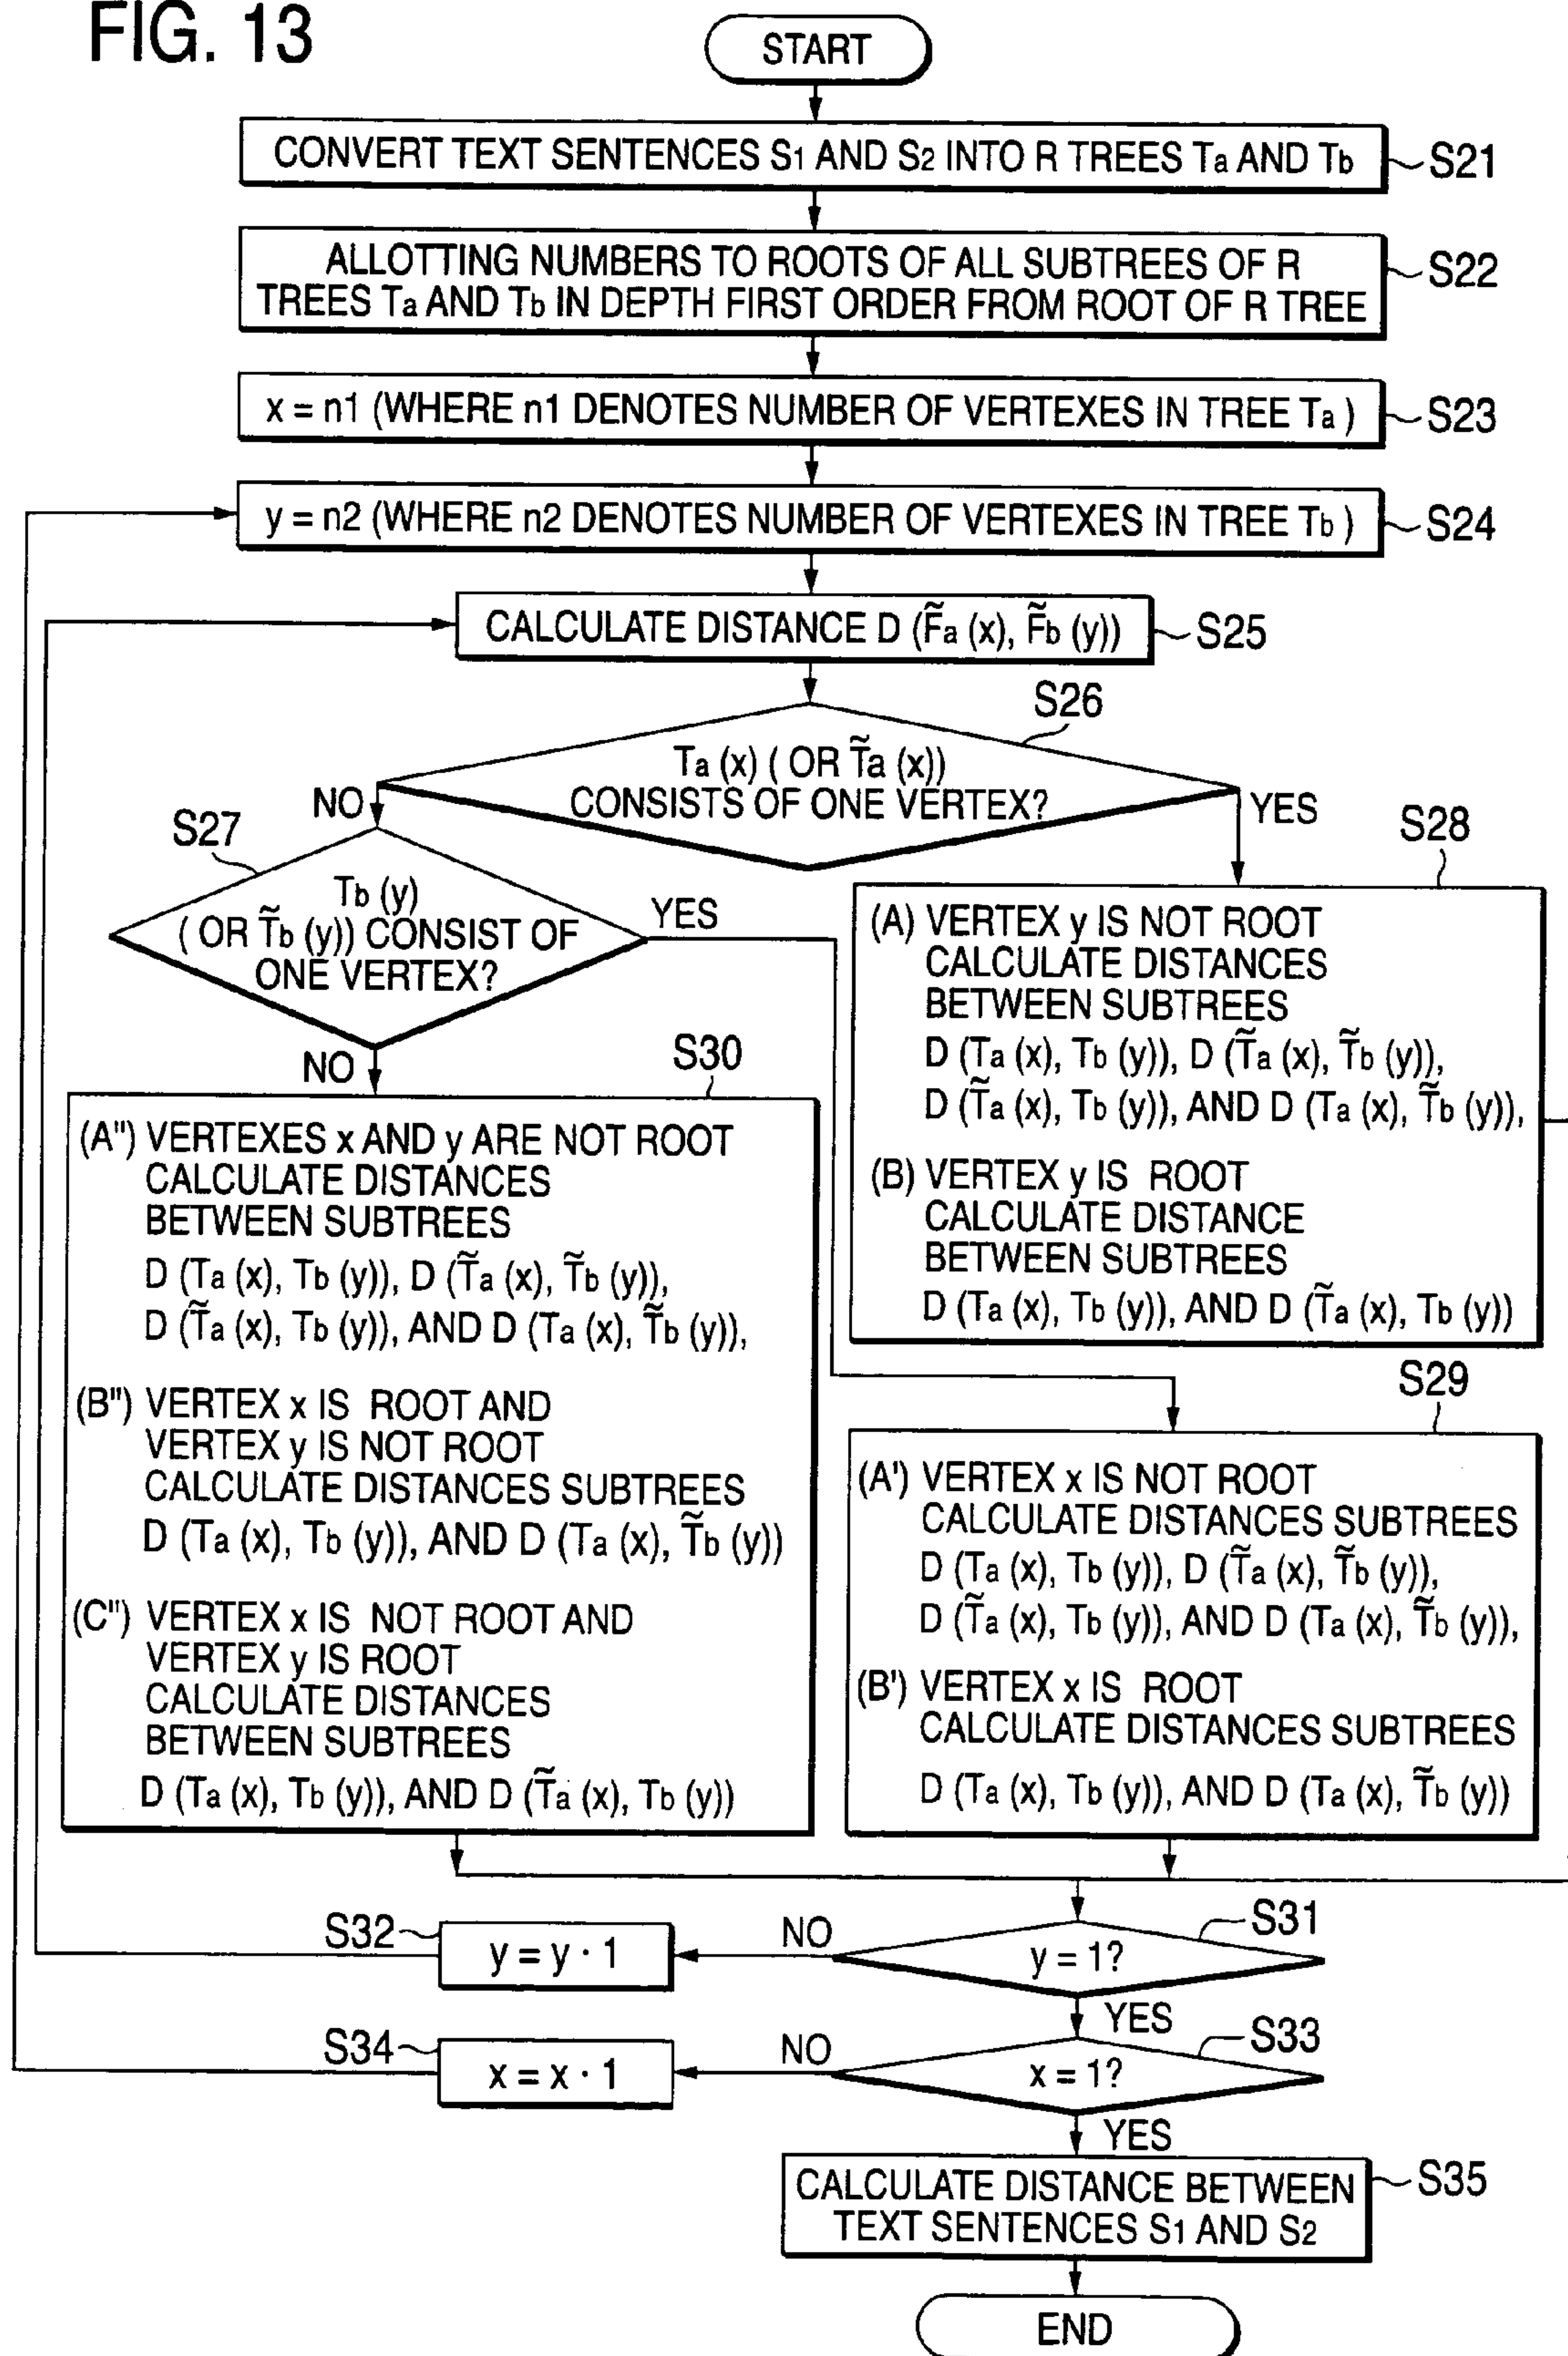 FIG. 13
START
CONVERT TEXT SENTENCES S1 AND S2 INTO R TREES Ta AND Tb
S21
ALLOTTING NUMBERS TO ROOTS OF ALL SUBTREES OF R
TREES Ta AND Tb IN DEPTH FIRST ORDER FROM ROOT OF R TREE
S22
x = n1 (WHERE n1 DENOTES NUMBER OF VERTEXES IN TREE Ta )
S23
y = n2 (WHERE n2 DENOTES NUMBER OF VERTEXES IN TREE Tb )
S24
CALCULATE DISTANCE D (F̃a (x), F̃b (y))
S25
S26
Ta (x) ( OR T̃a (x))
CONSISTS OF ONE VERTEX?
NO
YES
S27
Tb (y)
( OR T̃b (y)) CONSIST OF
ONE VERTEX?
YES
NO
S28
(A) VERTEX y IS NOT ROOT
CALCULATE DISTANCES
BETWEEN SUBTREES
D (Ta (x), Tb (y)), D (T̃a (x), T̃b (y)),
D (T̃a (x), Tb (y)), AND D (Ta (x), T̃b (y)),
(B) VERTEX y IS ROOT
CALCULATE DISTANCE
BETWEEN SUBTREES
D (Ta (x), Tb (y)), AND D (T̃a (x), Tb (y))
S30
(A") VERTEXES x AND y ARE NOT ROOT
CALCULATE DISTANCES
BETWEEN SUBTREES
D (Ta (x), Tb (y)), D (T̃a (x), T̃b (y)),
D (T̃a (x), Tb (y)), AND D (Ta (x), T̃b (y)),
(B") VERTEX x IS ROOT AND
VERTEX y IS NOT ROOT
CALCULATE DISTANCES SUBTREES
D (Ta (x), Tb (y)), AND D (Ta (x), T̃b (y))
(C") VERTEX x IS NOT ROOT AND
VERTEX y IS ROOT
CALCULATE DISTANCES
BETWEEN SUBTREES
D (Ta (x), Tb (y)), AND D (T̃a (x), Tb (y))
S29
(A') VERTEX x IS NOT ROOT
CALCULATE DISTANCES SUBTREES
D (Ta (x), Tb (y)), D (T̃a (x), T̃b (y)),
D (T̃a (x), Tb (y)), AND D (Ta (x), T̃b (y)),
(B') VERTEX x IS ROOT
CALCULATE DISTANCES SUBTREES
D (Ta (x), Tb (y)), AND D (Ta (x), T̃b (y))
S31
y = 1?
NO
S32
y = y · 1
YES
S33
x = 1?
NO
S34
x = x · 1
YES
CALCULATE DISTANCE BETWEEN
TEXT SENTENCES S1 AND S2
S35
END